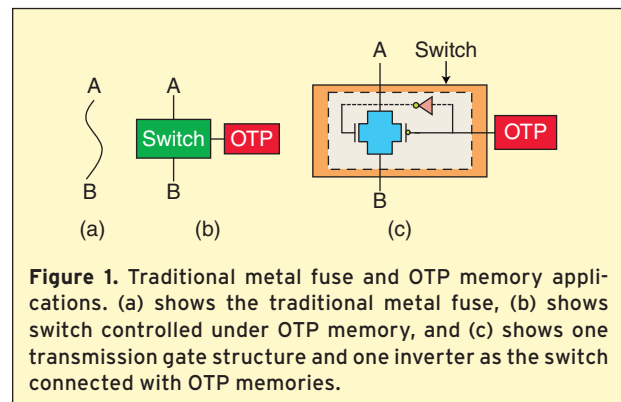 A
B
(a)
A
Switch
OTP
B
(b)
A
Switch
OTP
B
(c)
Figure 1. Traditional metal fuse and OTP memory appli-
cations. (a) shows the traditional metal fuse, (b) shows
switch controlled under OTP memory, and (c) shows one
transmission gate structure and one inverter as the switch
connected with OTP memories.